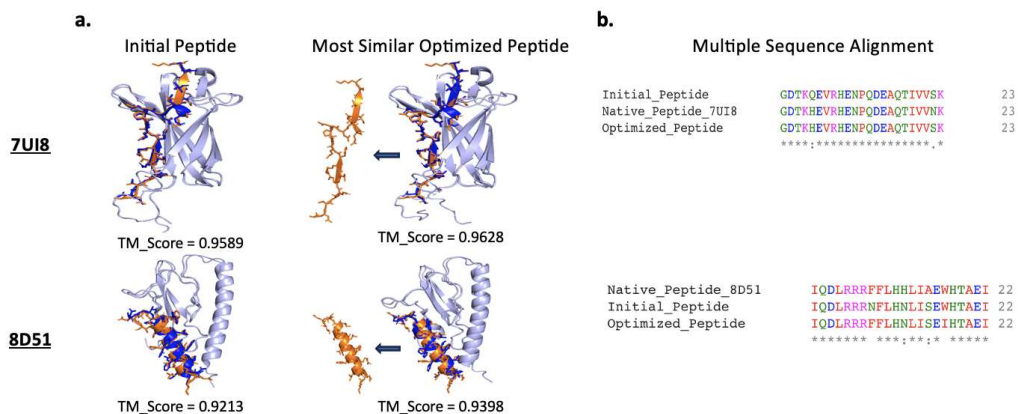 a.
Initial Peptide
Most Similar Optimized Peptide
7UI8
TM_Score = 0.9589
TM_Score = 0.9628
8D51
TM_Score = 0.9213
TM_Score = 0.9398
b.
Multiple Sequence Alignment
Initial_Peptide GDTKQEVRHENPQDEAQTIVVSK 23
Native_Peptide_7UI8 GDTKHEVRHENPQDEAQTIVVNK 23
Optimized_Peptide GDTKHEVRHENPQDEAQTIVVSK 23
****:****************.*
Native_Peptide_8D51 IQDLRRRFFLHHLIAEWHTAEI 22
Initial_Peptide IQDLRRRNFLHNLISEWHTAEI 22
Optimized_Peptide IQDLRRRFFLHNLISEIHTAEI 22
******* ***:**:* *****